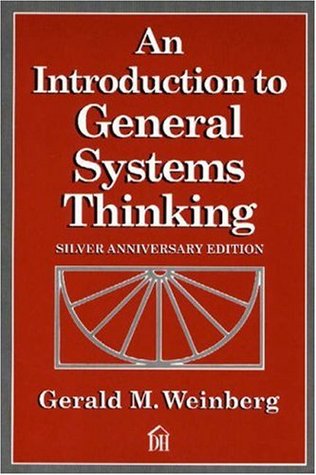 An
Introduction to
General
Systems
Thinking
SILVER ANNIVERSARY EDITION
Gerald M. Weinberg
DH